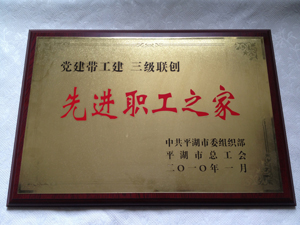 党建带工建 三级联创
先进职工之家
中共平湖市委组织部
平湖市总工会
二〇一〇年一月